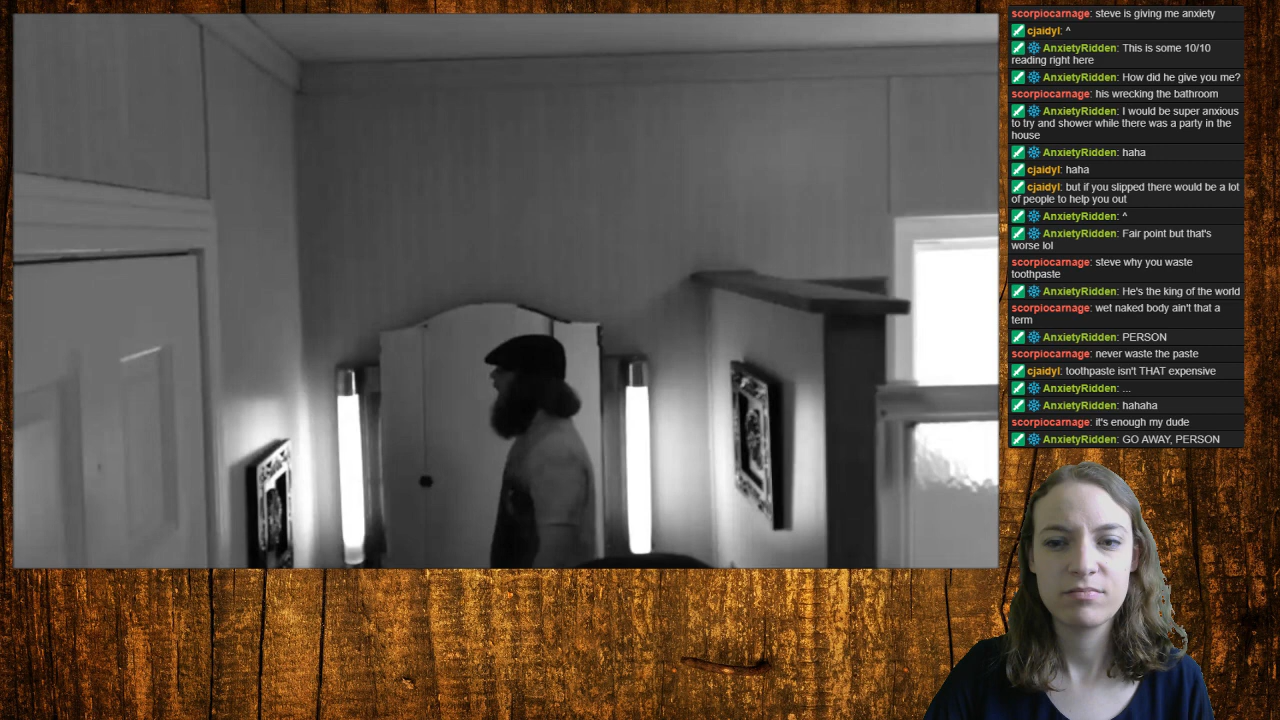 scorpiocarnage: steve is giving me anxiety
cjaidyl: ^
AnxietyRidden: This is some 10/10
reading right here
AnxietyRidden: How did he give you me?
scorpiocarnage: his wrecking the bathroom
AnxietyRidden: I would be super anxious
to try and shower while there was a party in the
house
AnxietyRidden: haha
cjaidyl: haha
cjaidyl: but if you slipped there would be a lot
of people to help you out
AnxietyRidden: ^
AnxietyRidden: Fair point but that's
worse lol
scorpiocarnage: steve why you waste
toothpaste
AnxietyRidden: He's the king of the world
scorpiocarnage: wet naked body ain't that a
term
AnxietyRidden: PERSON
scorpiocarnage: never waste the paste
cjaidyl: toothpaste isn't THAT expensive
AnxietyRidden: ...
AnxietyRidden: hahaha
scorpiocarnage: it's enough my dude
AnxietyRidden: GO AWAY, PERSON